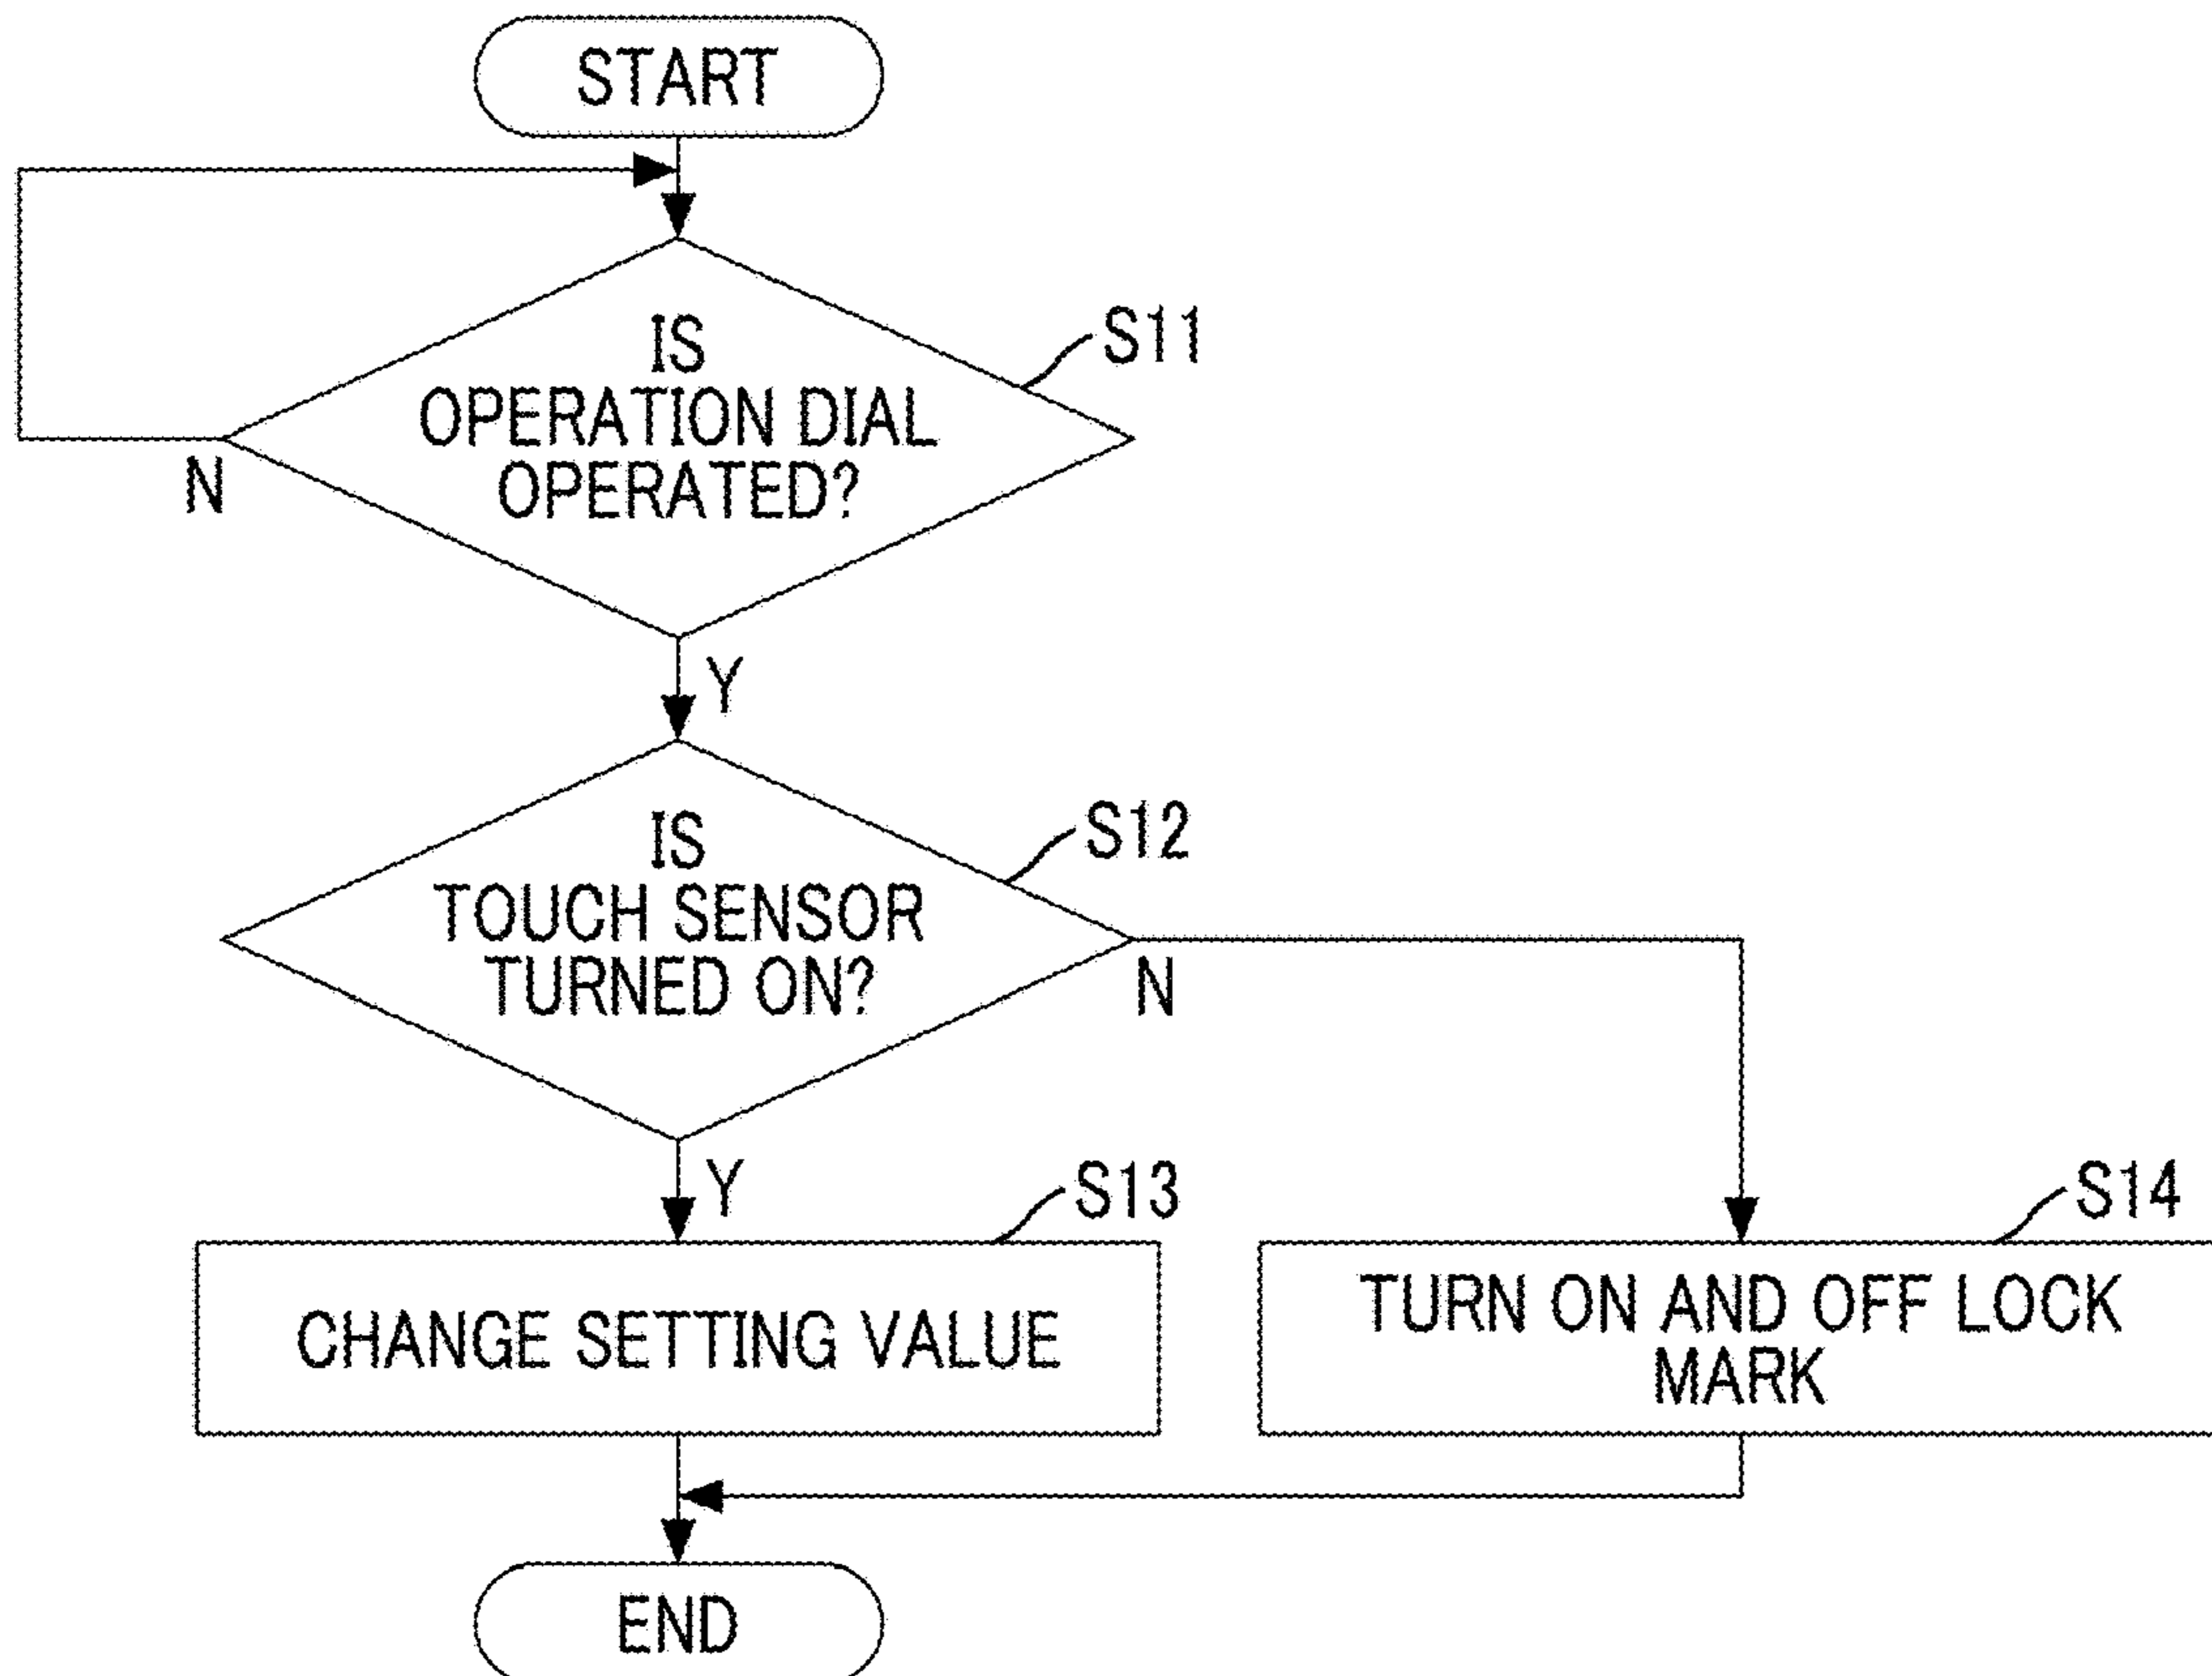 START
IS
OPERATION DIAL
OPERATED?
S11
N
Y
IS
TOUCH SENSOR
TURNED ON?
S12
N
Y
S13
CHANGE SETTING VALUE
S14
TURN ON AND OFF LOCK
MARK
END